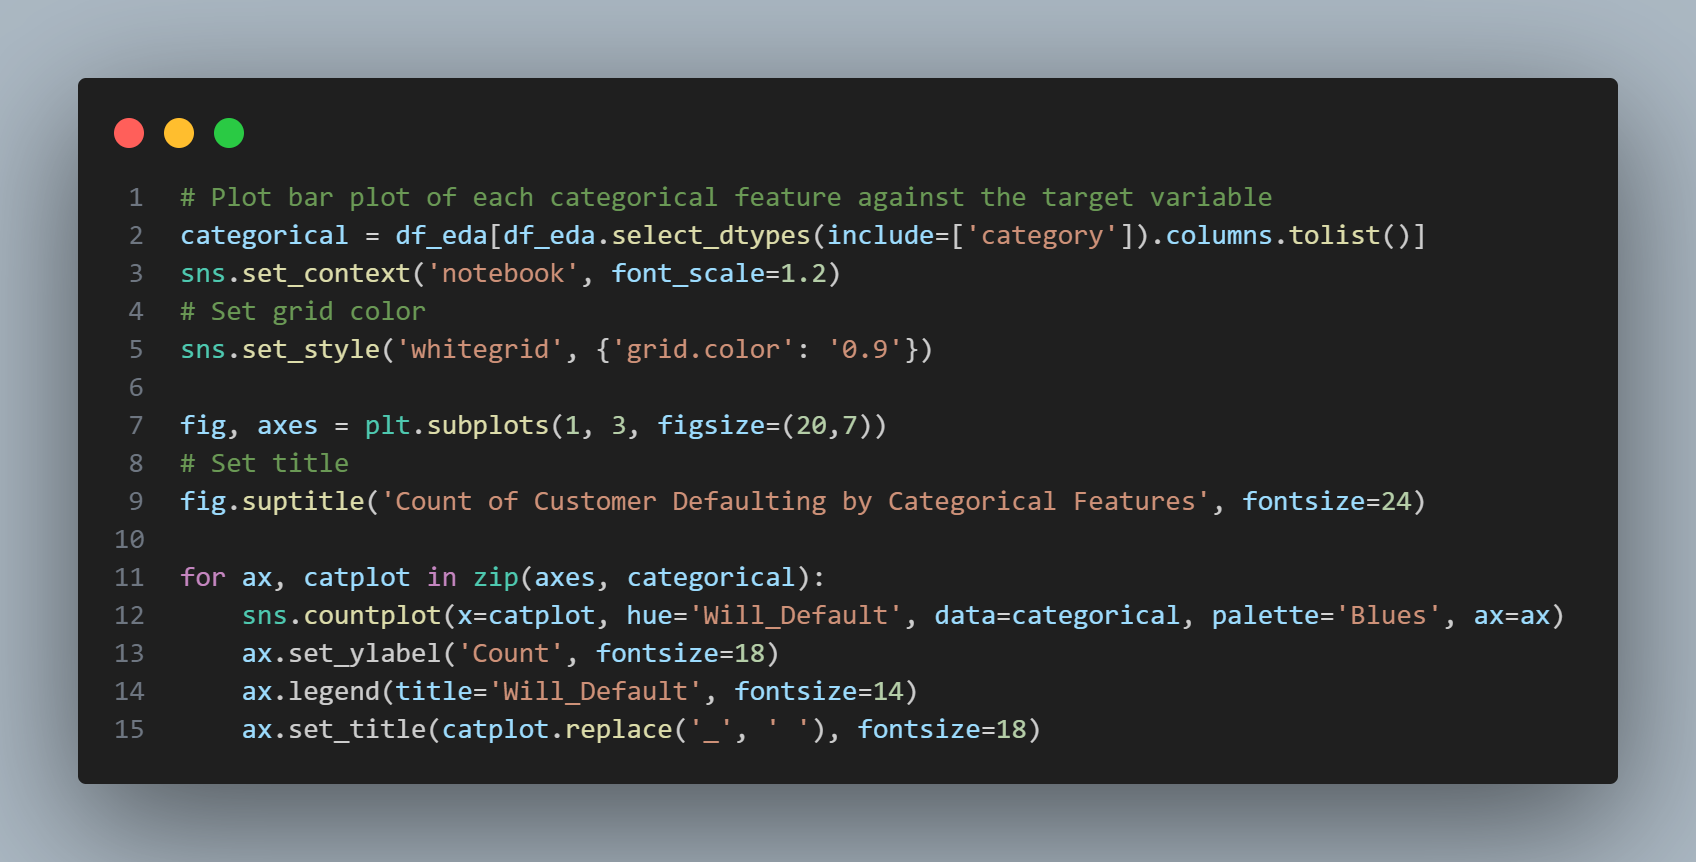 1 # Plot bar plot of each categorical feature against the target variable
2 categorical = df_eda[df_eda.select_dtypes(include=['category']).columns.tolist()]
3 sns.set_context('notebook', font_scale=1.2)
4 # Set grid color
5 sns.set_style('whitegrid', {'grid.color': '0.9'})
6
7 fig, axes = plt.subplots(1, 3, figsize=(20,7))
8 # Set title
9 fig.suptitle('Count of Customer Defaulting by Categorical Features', fontsize=24)
10
11 for ax, catplot in zip(axes, categorical):
12     sns.countplot(x=catplot, hue='Will_Default', data=categorical, palette='Blues', ax=ax)
13     ax.set_ylabel('Count', fontsize=18)
14     ax.legend(title='Will_Default', fontsize=14)
15     ax.set_title(catplot.replace('_', ' '), fontsize=18)